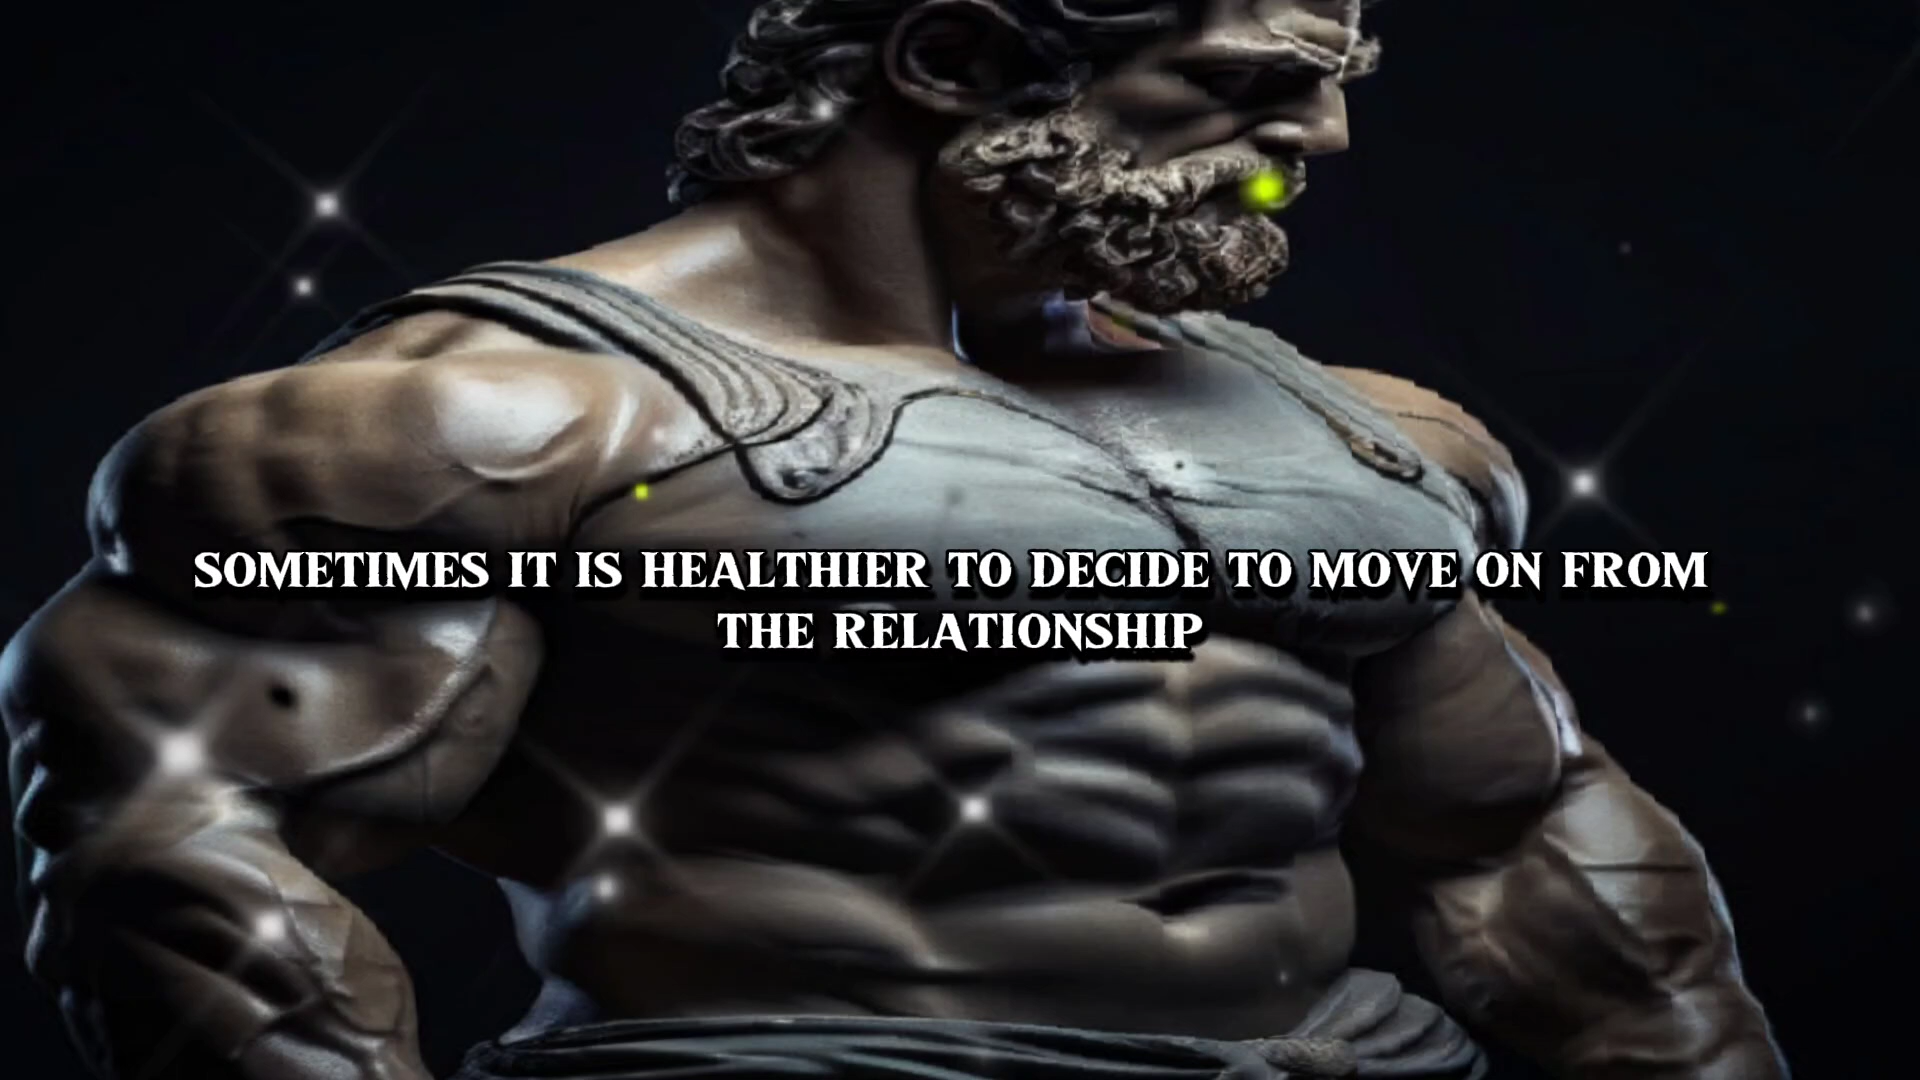 SOMETIMES IT IS HEALTHIER TO DECIDE TO MOVE ON FROM
THE RELATIONSHIP